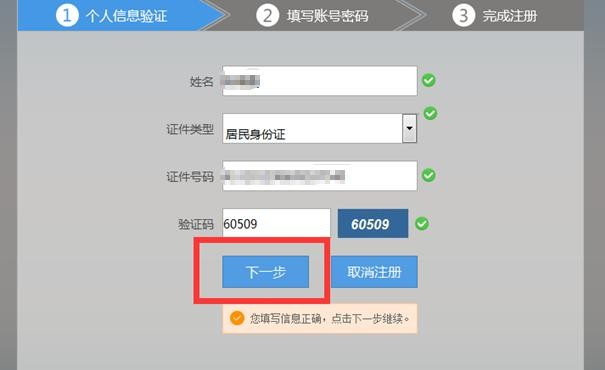 1 个人信息验证
2 填写账号密码
3 完成注册
姓名
证件类型 居民身份证
证件号码
验证码 60509 60509
下一步 取消注册
您填写信息正确，点击下一步继续。